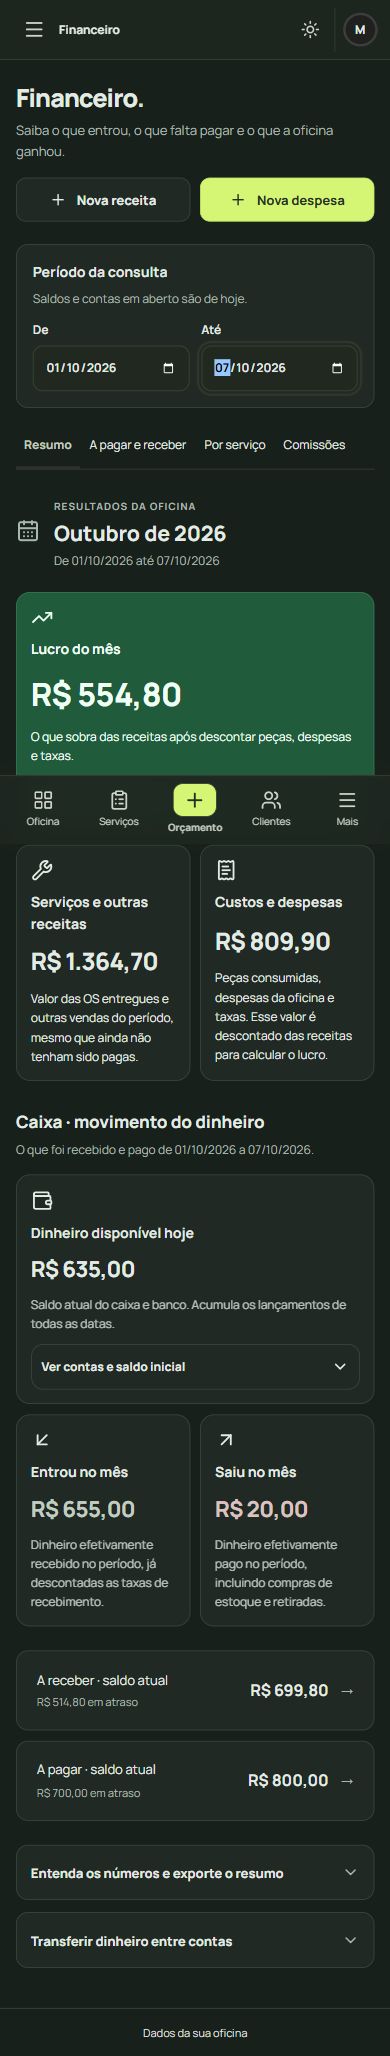 Financeiro
M
Financeiro.
Saiba o que entrou, o que falta pagar e o que a oficina
ganhou.
+ Nova receita
+ Nova despesa
Período da consulta
Saldos e contas em aberto são de hoje.
De
Até
01/10/2026
07/10/2026
Resumo
A pagar e receber
Por serviço
Comissões
RESULTADOS DA OFICINA
Outubro de 2026
De 01/10/2026 até 07/10/2026
Lucro do mês
R$ 554,80
O que sobra das receitas após descontar peças, despesas
e taxas.
Oficina
Serviços
Orçamento
Clientes
Mais
Serviços e outras
receitas
R$ 1.364,70
Valor das OS entregues e
outras vendas do período,
mesmo que ainda não
tenham sido pagas.
Custos e despesas
R$ 809,90
Peças consumidas,
despesas da oficina e
taxas. Esse valor é
descontado das receitas
para calcular o lucro.
Caixa · movimento do dinheiro
O que foi recebido e pago de 01/10/2026 a 07/10/2026.
Dinheiro disponível hoje
R$ 635,00
Saldo atual do caixa e banco. Acumula os lançamentos de
todas as datas.
Ver contas e saldo inicial
Entrou no mês
R$ 655,00
Dinheiro efetivamente
recebido no período, já
descontadas as taxas de
recebimento.
Saiu no mês
R$ 20,00
Dinheiro efetivamente
pago no período,
incluindo compras de
estoque e retiradas.
A receber · saldo atual
R$ 514,80 em atraso
R$ 699,80 →
A pagar · saldo atual
R$ 700,00 em atraso
R$ 800,00 →
Entenda os números e exporte o resumo
Transferir dinheiro entre contas
Dados da sua oficina